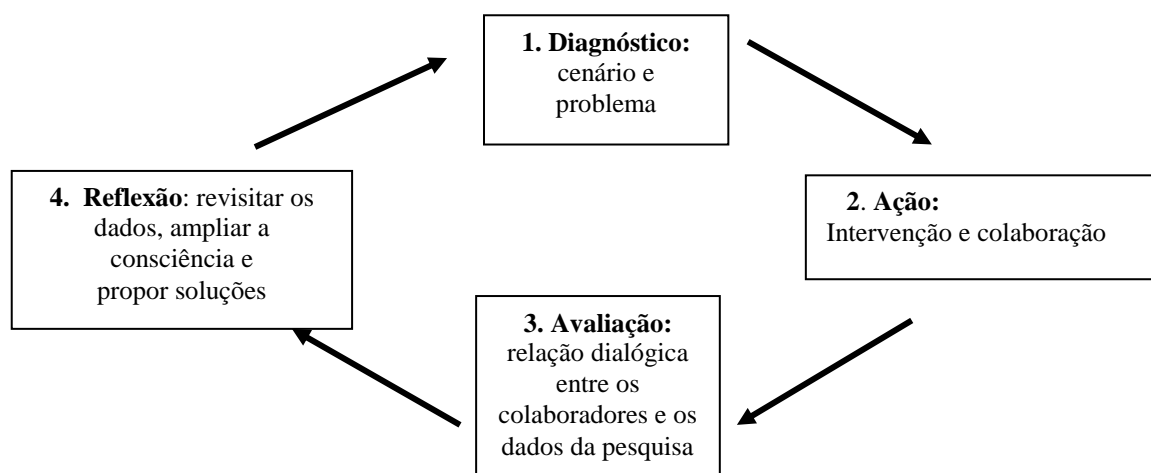 1. Diagnóstico:
cenário e
problema
2. Ação:
Intervenção e colaboração
3. Avaliação:
relação dialógica
entre os
colaboradores e os
dados da pesquisa
4. Reflexão: revisitar os
dados, ampliar a
consciência e
propor soluções